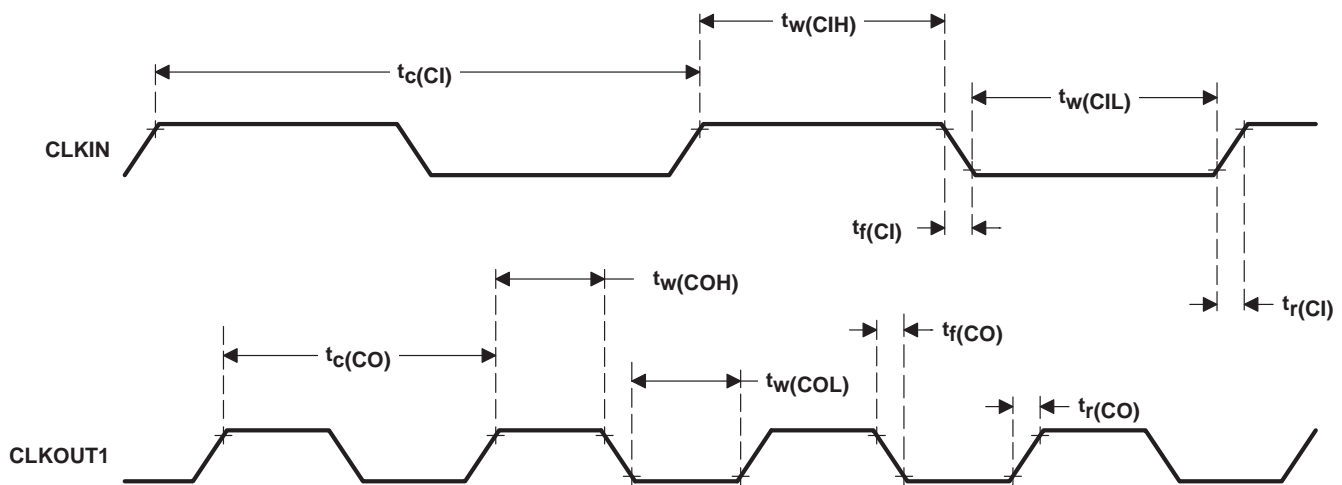 tw(CIH)
tc(CI)
tw(CIL)
CLKIN
tf(CI)
tw(COH)
tr(CI)
tf(CO)
tc(CO)
tw(COL)
tr(CO)
CLKOUT1